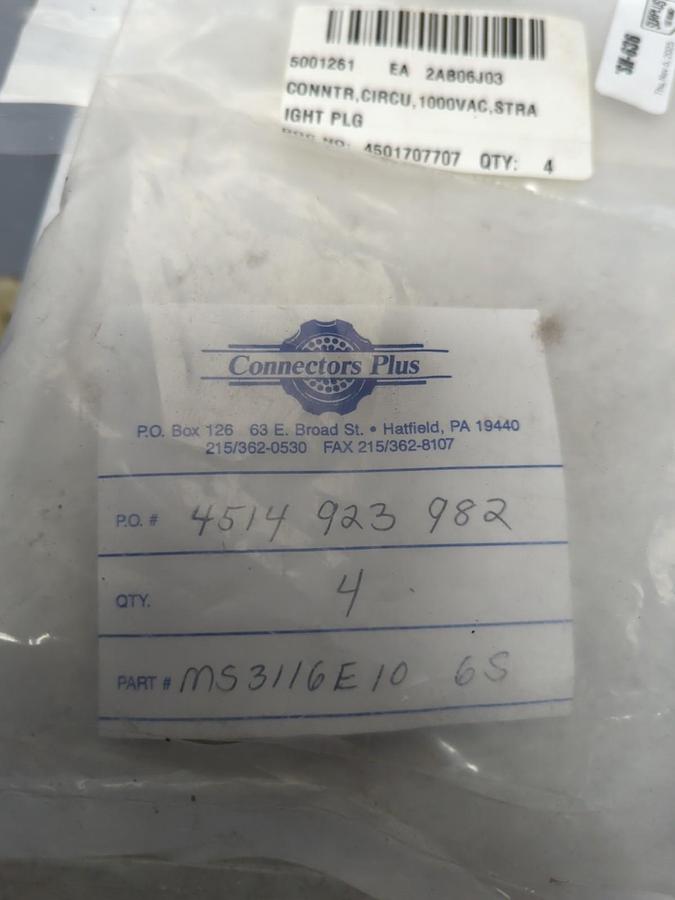 5001261 EA 2AB06J03
CONNTR,CIRCU,1000VAC,STRA
IGHT PLG
4501707707 QTY: 4
Connectors Plus
P.O. Box 126 63 E. Broad St. • Hatfield, PA 19440
215/362-0530 FAX 215/362-8107
P.O. # 4514 923 982
QTY. 4
PART # MS3116E10 6S